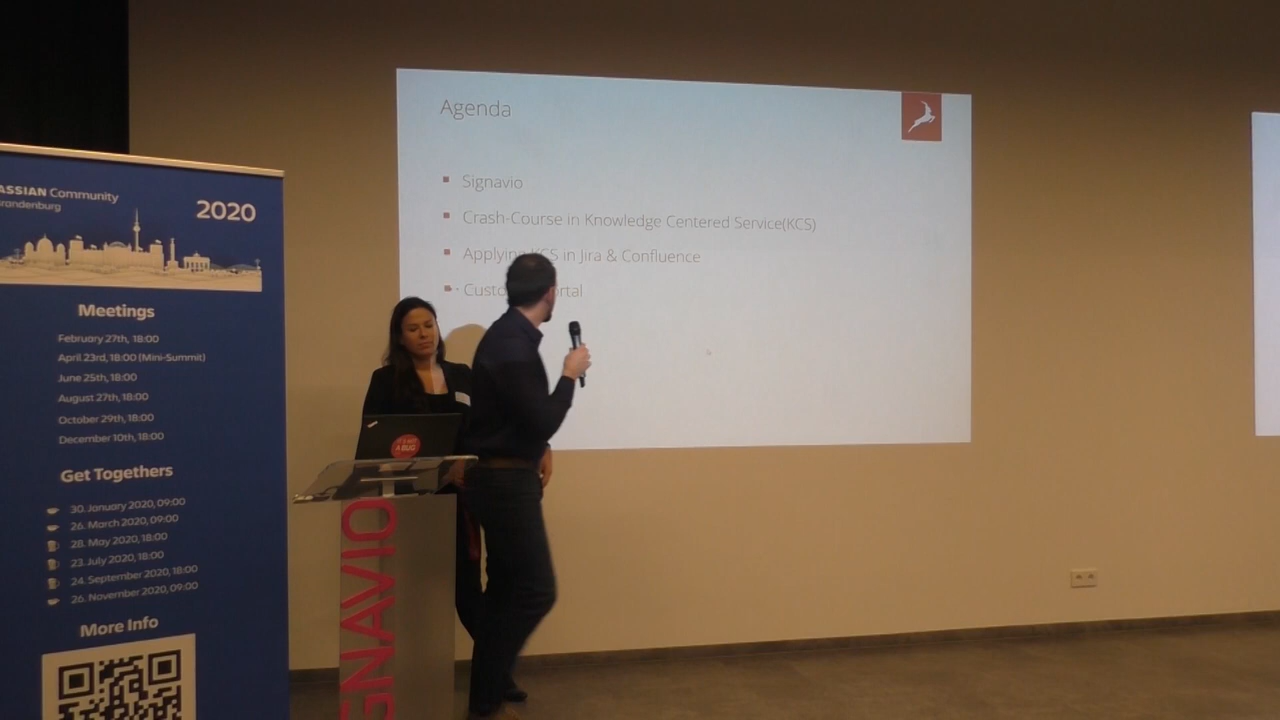 ASSIAN Community
randenburg
2020
Meetings
February 27th, 18:00
April 23rd, 18:00 (Mini-Summit)
June 25th, 18:00
August 27th, 18:00
October 29th, 18:00
December 10th, 18:00
Get Togethers
30. January 2020, 09:00
26. March 2020, 09:00
28. May 2020, 18:00
23. July 2020, 18:00
24. September 2020, 18:00
26. November 2020, 09:00
More Info
Agenda
Signavio
Crash-Course in Knowledge Centered Service(KCS)
Applying KCS in Jira & Confluence
Custo rtal
A BUG
GNAVIO